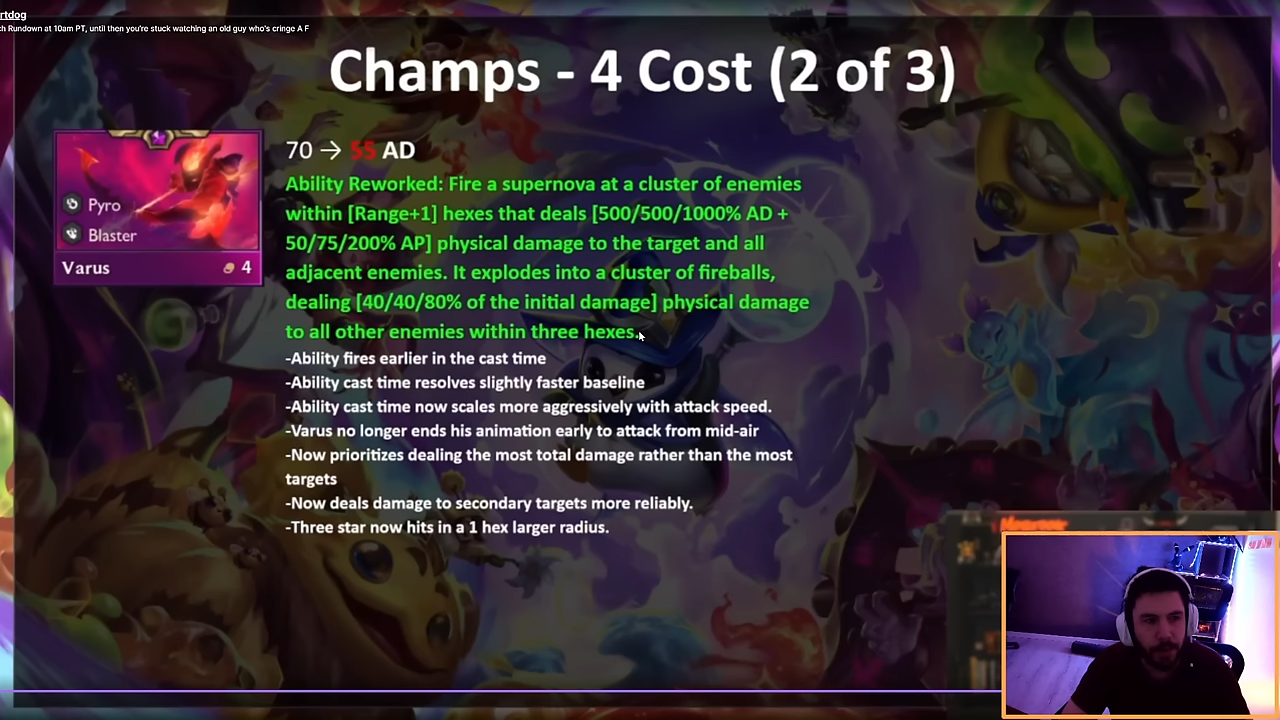 rtdog
ch Rundown at 10am PT, until then you're stuck watching an old guy who's cringe A F
Champs - 4 Cost (2 of 3)
Pyro
Blaster
Varus 4
70 → 55 AD
Ability Reworked: Fire a supernova at a cluster of enemies
within [Range+1] hexes that deals [500/500/1000% AD +
50/75/200% AP] physical damage to the target and all
adjacent enemies. It explodes into a cluster of fireballs,
dealing [40/40/80% of the initial damage] physical damage
to all other enemies within three hexes.
-Ability fires earlier in the cast time
-Ability cast time resolves slightly faster baseline
-Ability cast time now scales more aggressively with attack speed.
-Varus no longer ends his animation early to attack from mid-air
-Now prioritizes dealing the most total damage rather than the most
targets
-Now deals damage to secondary targets more reliably.
-Three star now hits in a 1 hex larger radius.